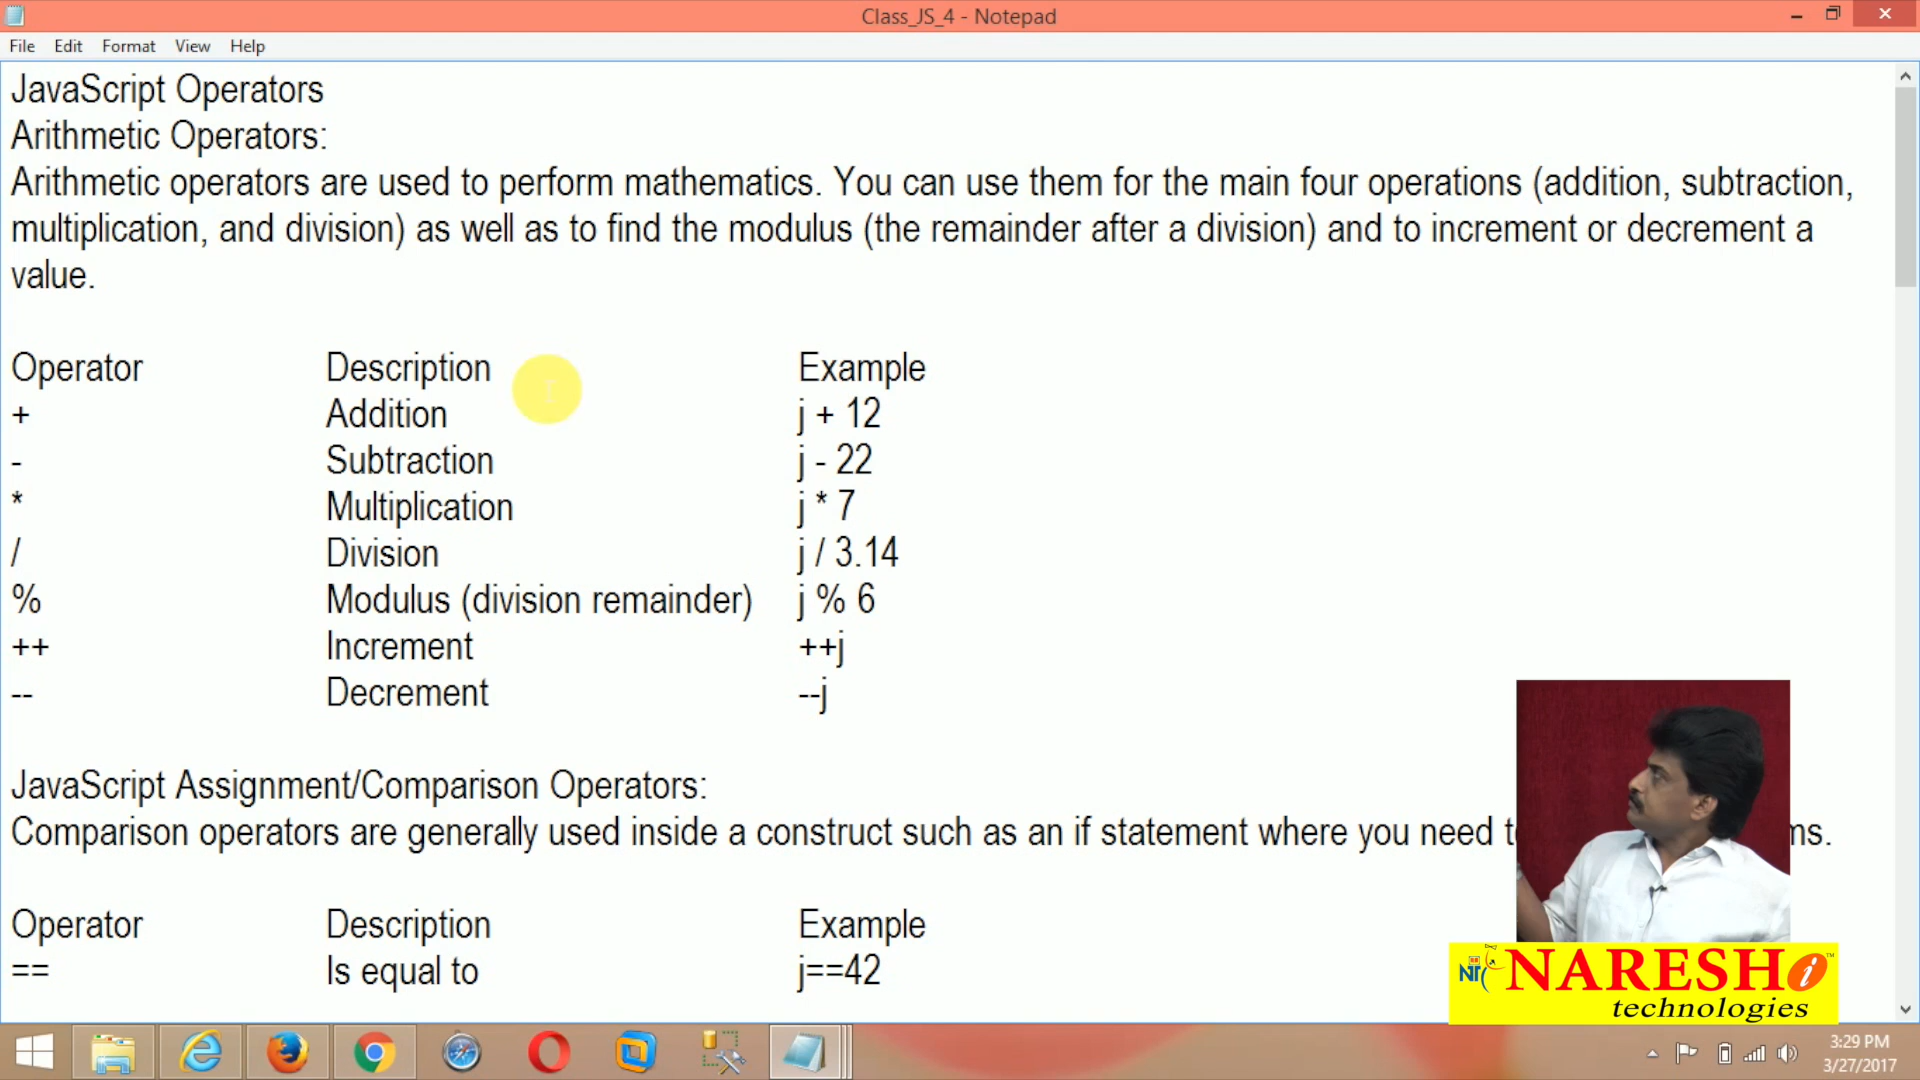 Class_JS_4 - Notepad
File Edit Format View Help
JavaScript Operators
Arithmetic Operators:
Arithmetic operators are used to perform mathematics. You can use them for the main four operations (addition, subtraction,
multiplication, and division) as well as to find the modulus (the remainder after a division) and to increment or decrement a
value.
Operator Description Example
+ Addition j + 12
- Subtraction j - 22
* Multiplication j * 7
/ Division j / 3.14
% Modulus (division remainder) j % 6
++ Increment ++j
-- Decrement --j
JavaScript Assignment/Comparison Operators:
Comparison operators are generally used inside a construct such as an if statement where you need
Operator Description Example
== Is equal to j==42
NARESH i
technologies
3:29 PM
3/27/2017